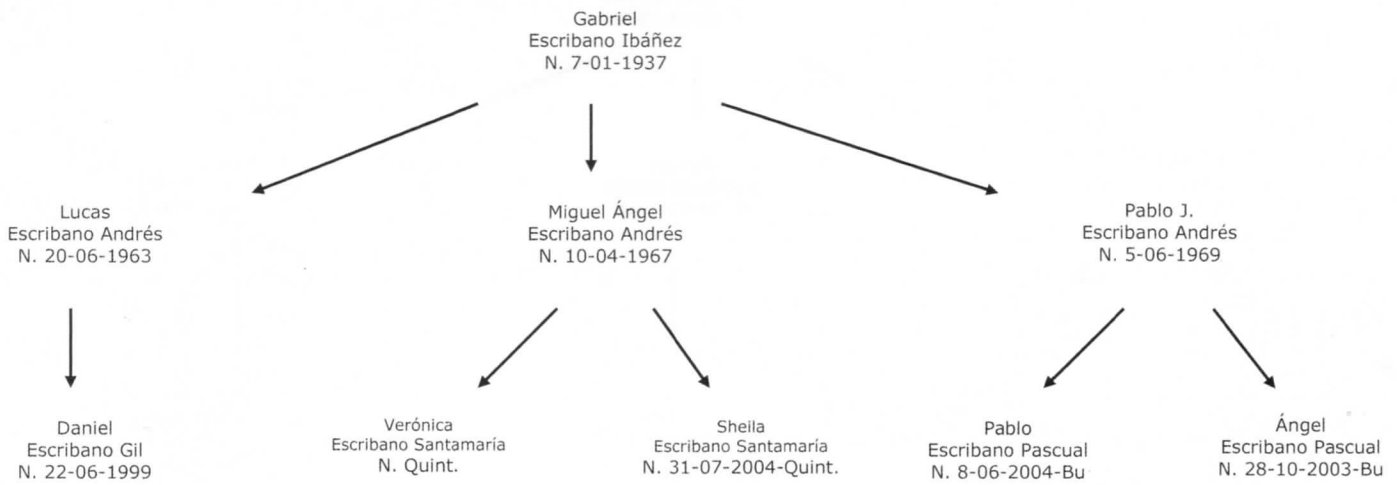 Gabriel
Escribano Ibáñez
N. 7-01-1937
Lucas
Escribano Andrés
N. 20-06-1963
Miguel Ángel
Escribano Andrés
N. 10-04-1967
Pablo J.
Escribano Andrés
N. 5-06-1969
Daniel
Escribano Gil
N. 22-06-1999
Verónica
Escribano Santamaría
N. Quint.
Sheila
Escribano Santamaría
N. 31-07-2004-Quint.
Pablo
Escribano Pascual
N. 8-06-2004-Bu
Ángel
Escribano Pascual
N. 28-10-2003-Bu